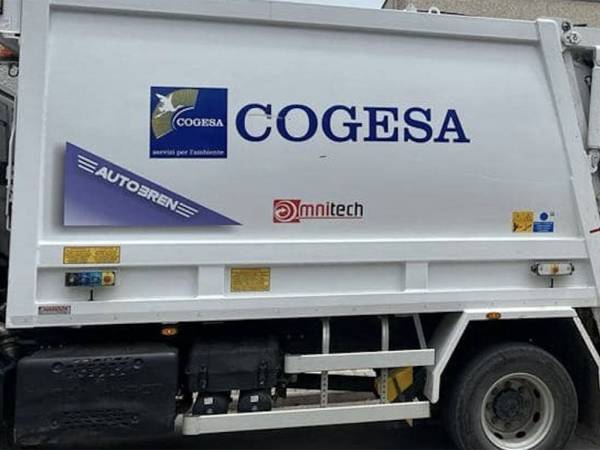 COGESA
COGESA
servizi per l'ambiente
AUTOBREN
Omnitech